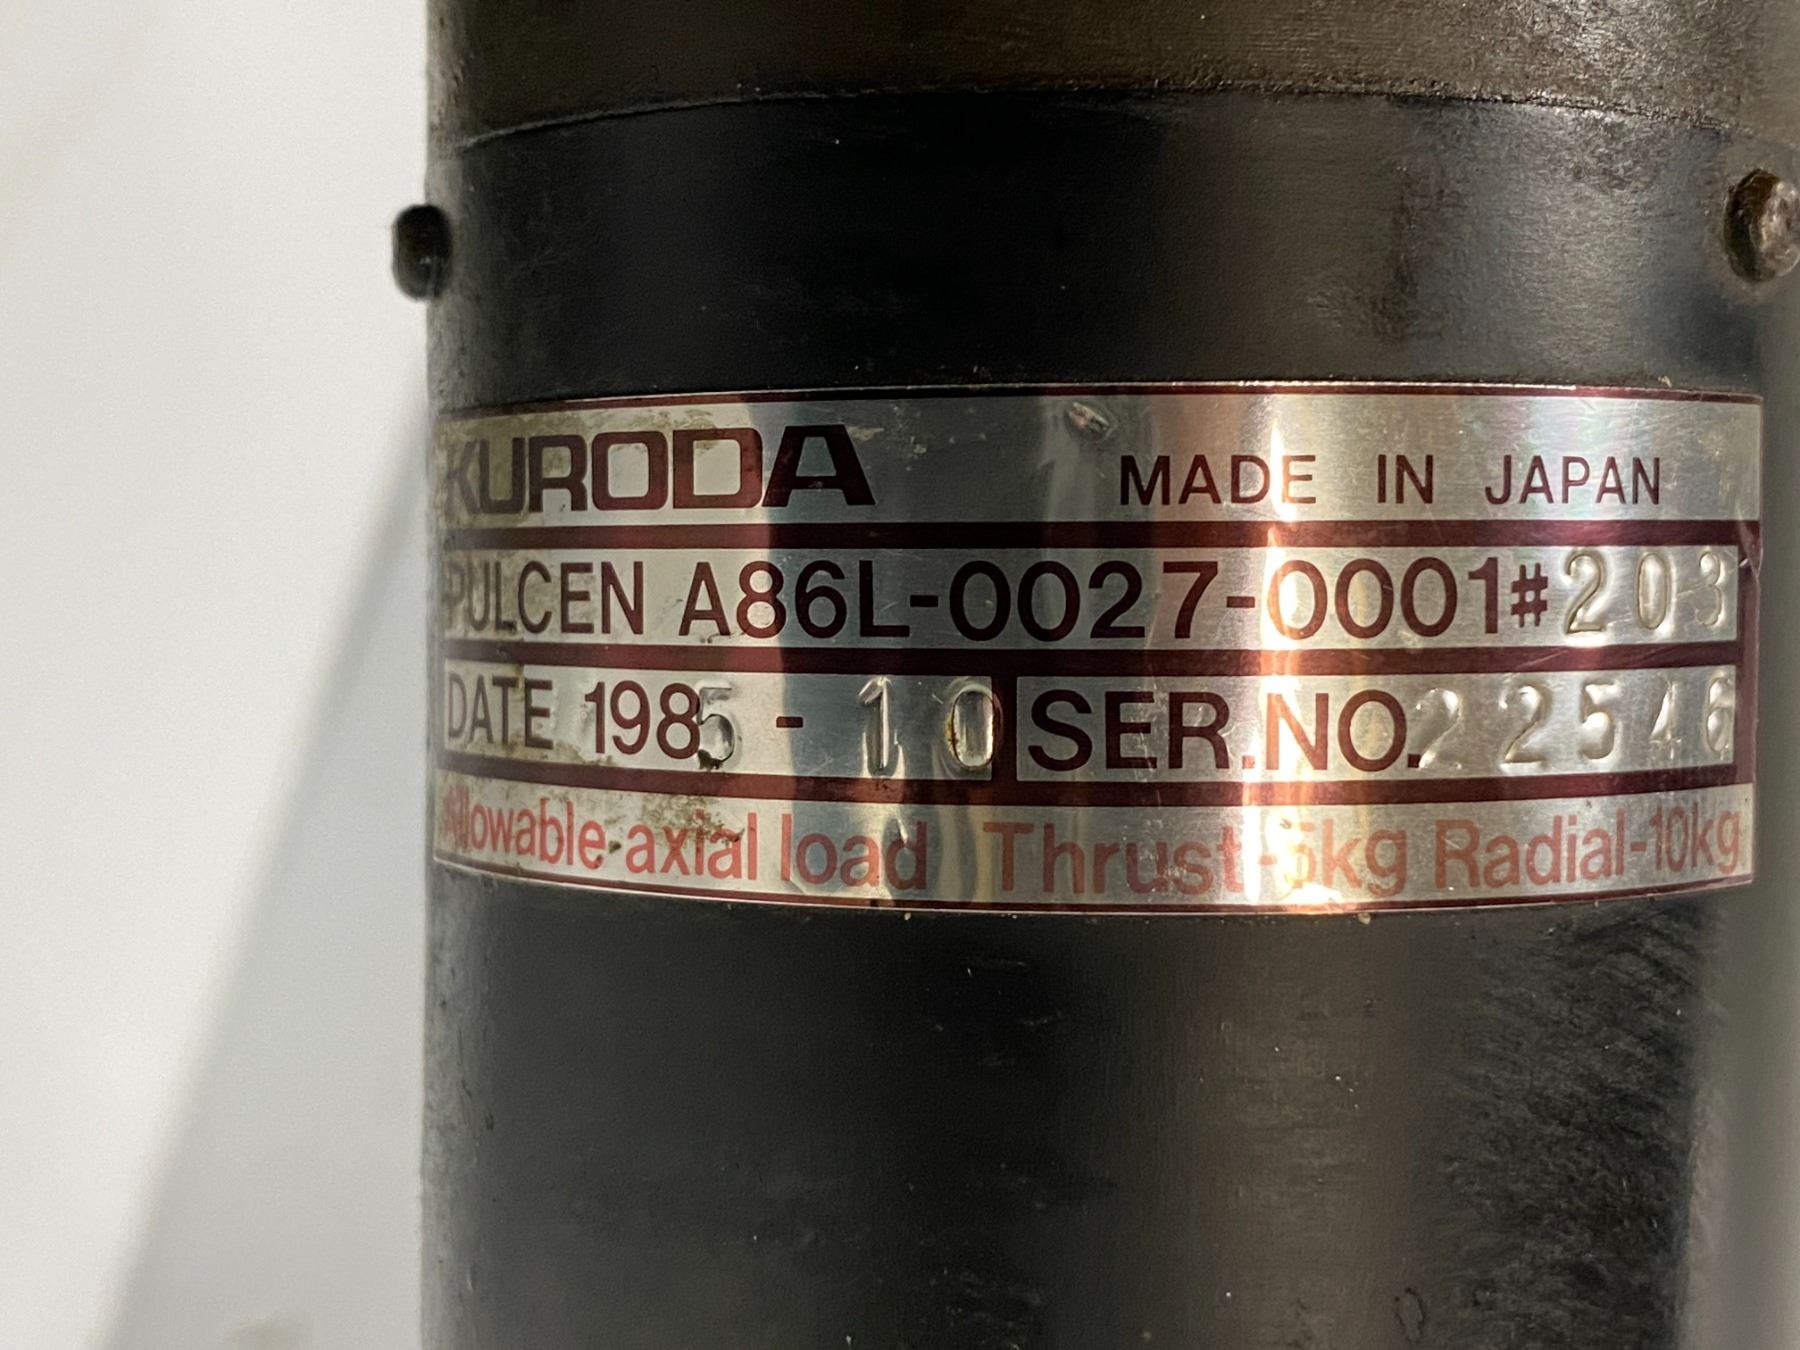 KURODA MADE IN JAPAN
PULCEN A86L-0027-0001#203
DATE 1985 - 10 SER.NO.22546
Allowable axial load Thrust-5kg Radial-10kg